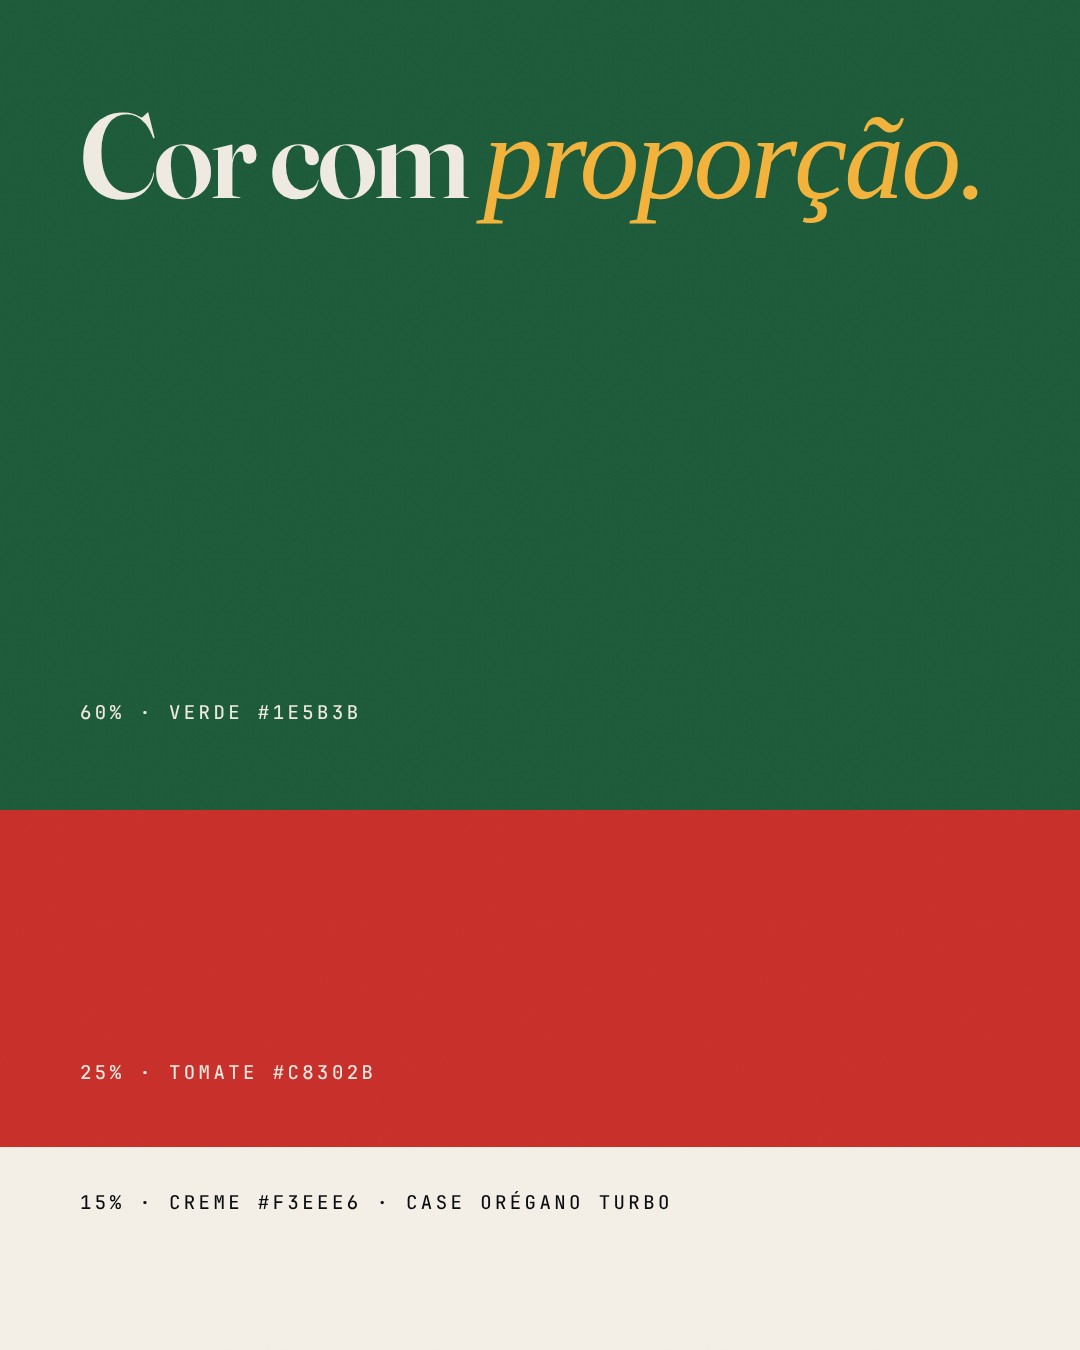 Cor com proporção.
60% · VERDE #1E5B3B
25% · TOMATE #C8302B
15% · CREME #F3EEE6 · CASE ORÉGANO TURBO